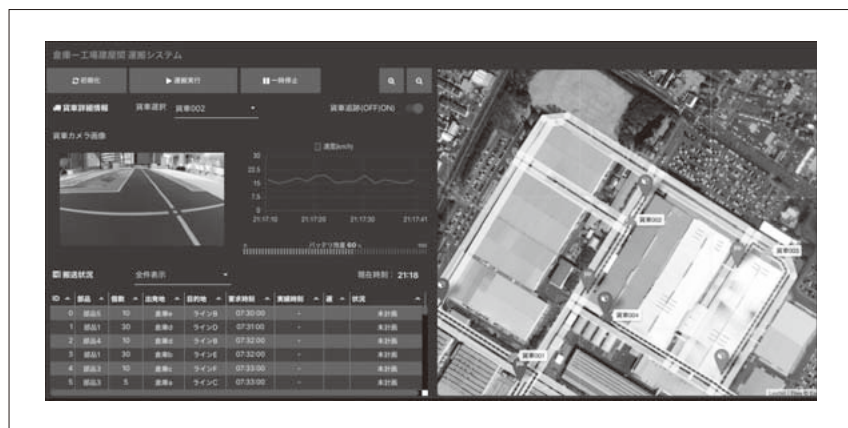 倉庫ー工場建屋間 運搬システム
初期化
運搬実行
一時停止
貨車詳細情報
貨車選択 貨車002
貨車追跡(OFF|ON)
貨車カメラ画像
速度km/h
30
22.5
15
7.5
0
21:17:10 21:17:20 21:17:30 21:17:41
バッテリ残量 60
搬送状況 全件表示 現在時刻 21:18
ID 部品 個数 出発地 目的地 要求時刻 実績時刻 遅 状況
0 部品5 10 倉庫e ラインB 07:30:00 - 未計画
1 部品1 30 倉庫d ラインD 07:31:00 - 未計画
2 部品4 10 倉庫d ラインB 07:32:00 - 未計画
3 部品1 30 倉庫b ラインE 07:32:00 - 未計画
4 部品3 10 倉庫c ラインF 07:33:00 - 未計画
5 部品3 5 倉庫a ラインC 07:33:00 - 未計画
貨車002
貨車003
貨車004
貨車001